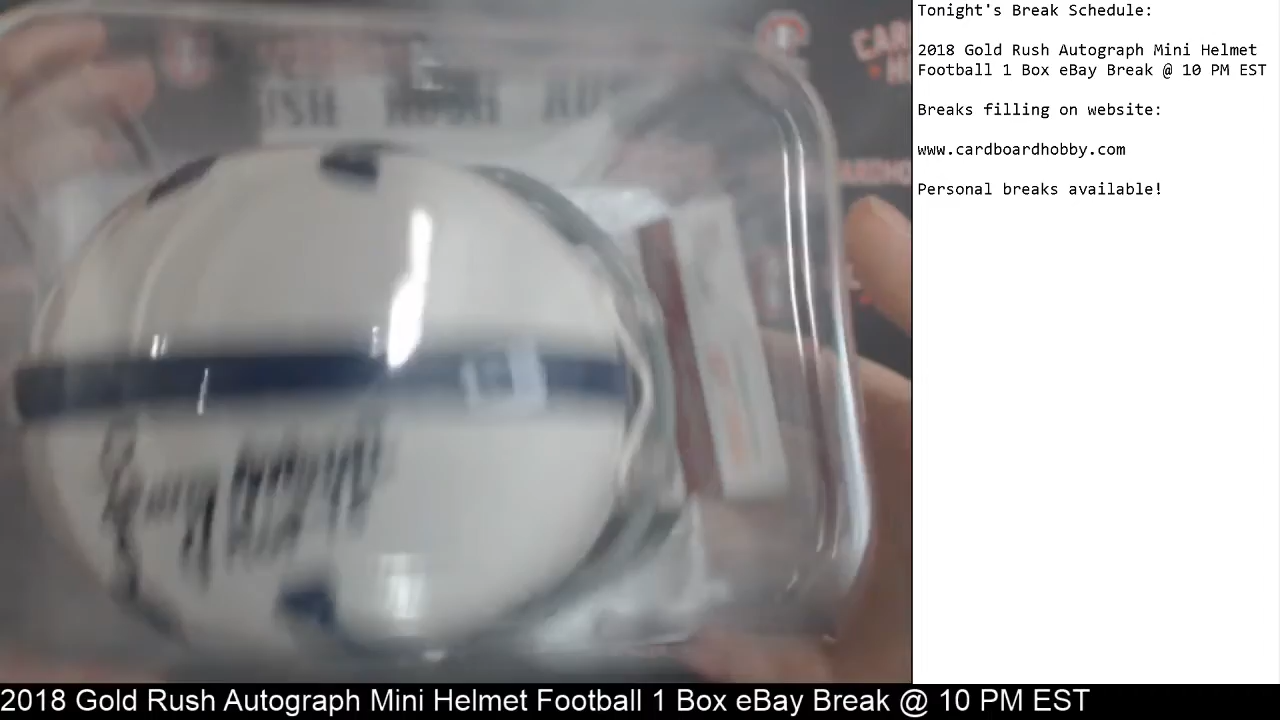 Tonight's Break Schedule:
2018 Gold Rush Autograph Mini Helmet
Football 1 Box eBay Break @ 10 PM EST
Breaks filling on website:
www.cardboardhobby.com
Personal breaks available!
2018 Gold Rush Autograph Mini Helmet Football 1 Box eBay Break @ 10 PM EST